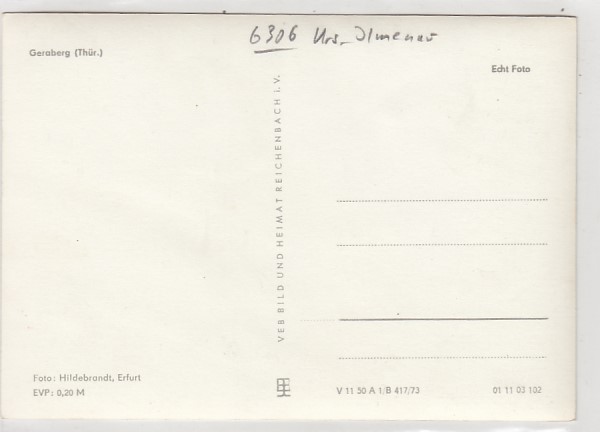 6306 Krs. Ilmenau
Geraberg (Thür.)
Echt Foto
VEB BILD UND HEIMAT REICHENBACH I. V.
Foto: Hildebrandt, Erfurt
EVP: 0,20 M
V 11 50 A 1/B 417/73
01 11 03 102